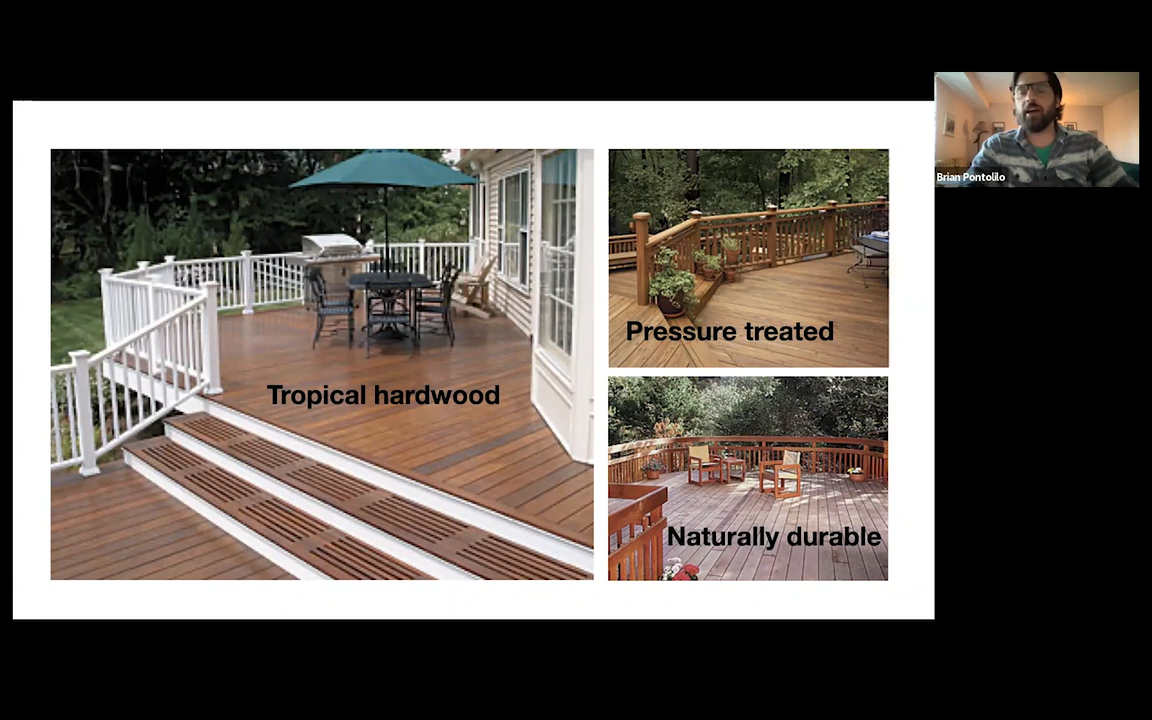 Tropical hardwood
Pressure treated
Naturally durable
Brian Pontolilo